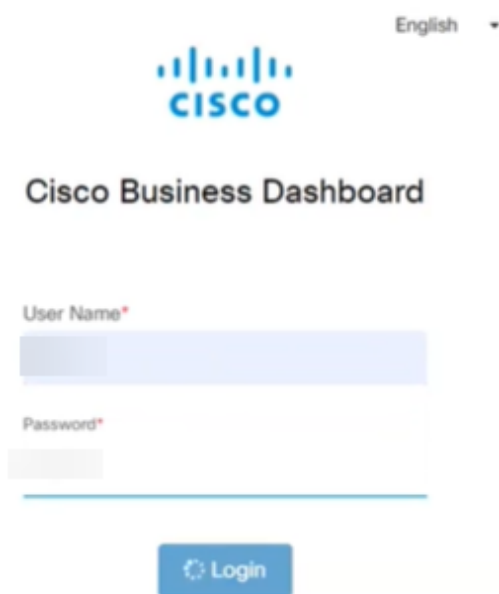 English
CISCO
Cisco Business Dashboard
User Name*
Password*
Login